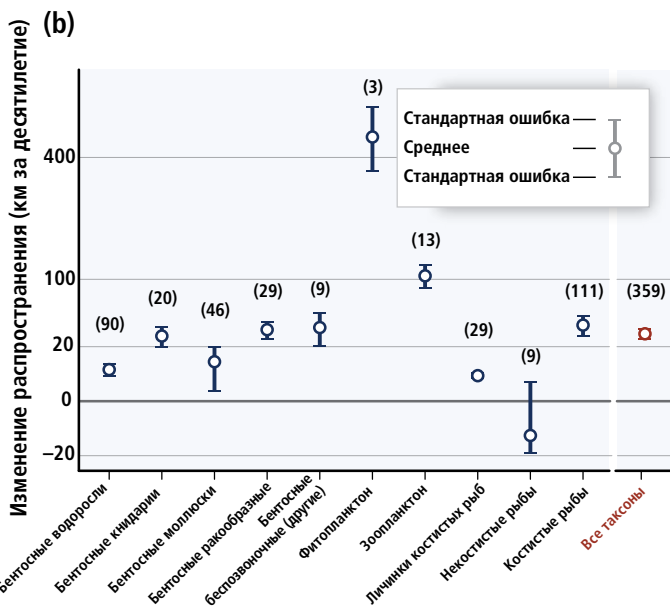 (b)
Изменение распространения (км за десятилетие)
400
100
20
0
–20
(90)
(20)
(46)
(29)
(9)
(3)
(13)
(29)
(9)
(111)
(359)
Стандартная ошибка
Среднее
Стандартная ошибка
Бентосные водоросли
Бентосные книдарии
Бентосные моллюски
Бентосные ракообразные
Бентосные
беспозвоночные (другие)
Фитопланктон
Зоопланктон
Личинки костистых рыб
Некостистые рыбы
Костистые рыбы
Все таксоны